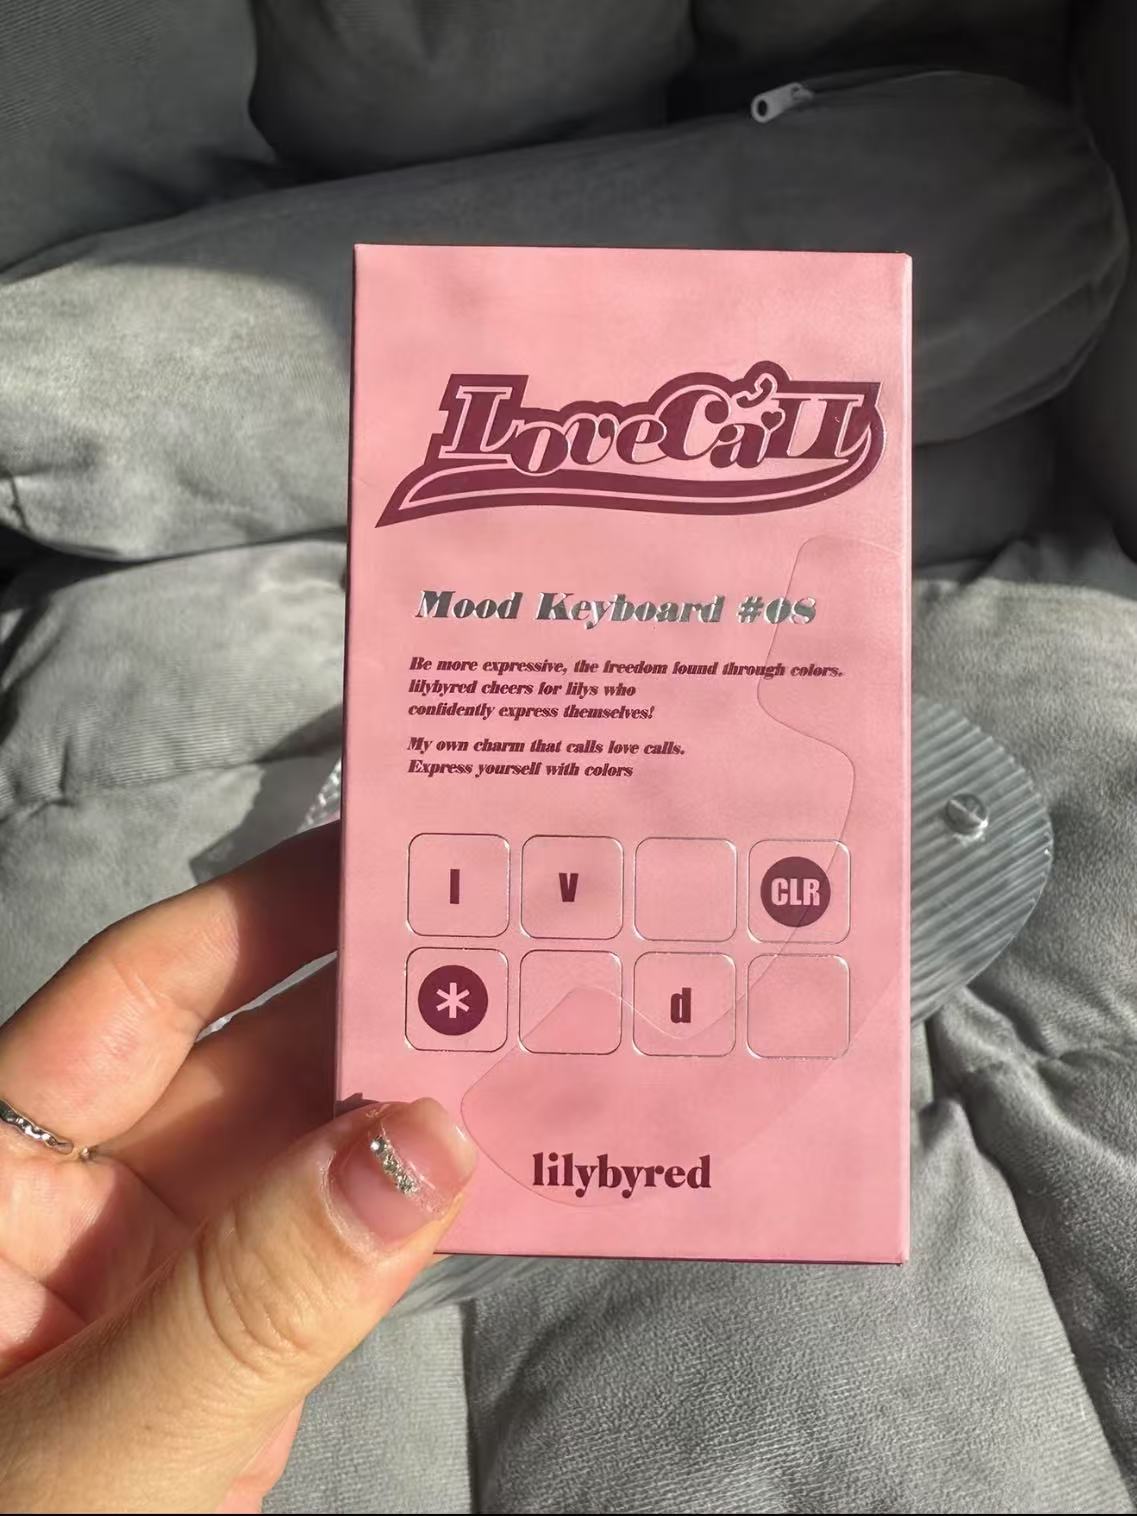 LoveCall
Mood Keyboard #08
Be more expressive, the freedom found through colors.
lilybyred cheers for lilys who
confidently express themselves!
My own charm that calls love calls.
Express yourself with colors
l v CLR
* d
lilybyred